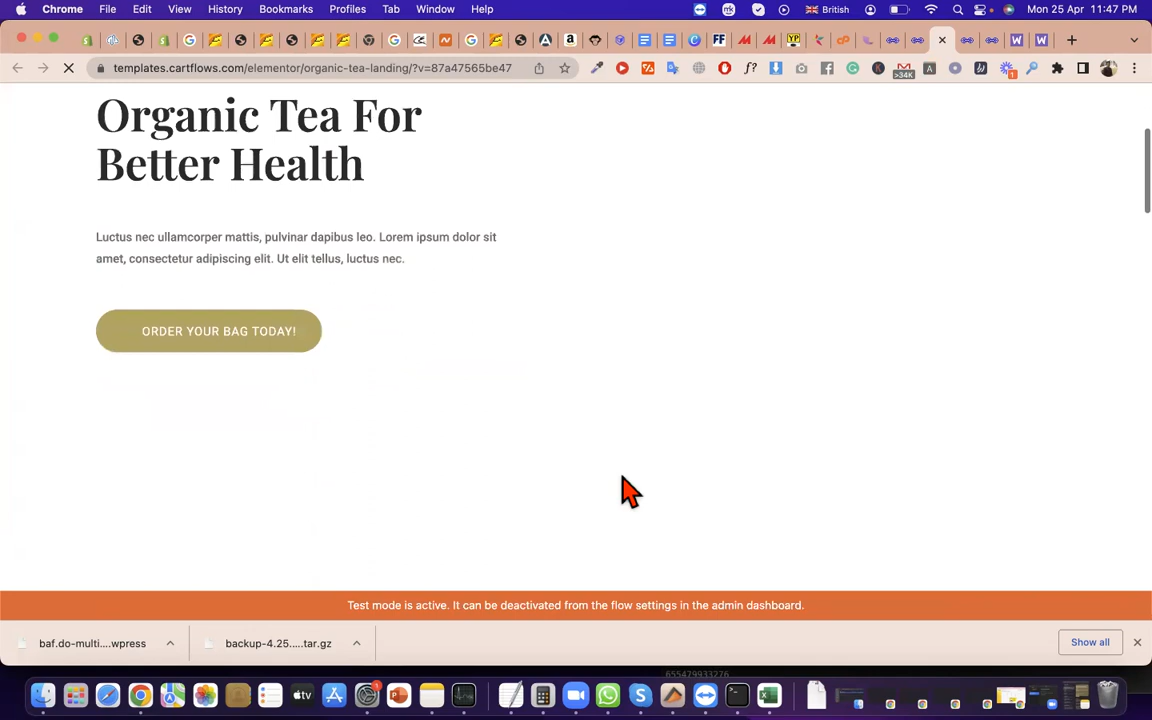 Chrome File Edit View History Bookmarks Profiles Tab Window Help British Mon 25 Apr 11:47 PM
templates.cartflows.com/elementor/organic-tea-landing/?v=87a47565be47
>34K
1
Organic Tea For
Better Health
Luctus nec ullamcorper mattis, pulvinar dapibus leo. Lorem ipsum dolor sit
amet, consectetur adipiscing elit. Ut elit tellus, luctus nec.
ORDER YOUR BAG TODAY!
Test mode is active. It can be deactivated from the flow settings in the admin dashboard.
baf.do-multi....wpress backup-4.25.....tar.gz Show all
655479933276